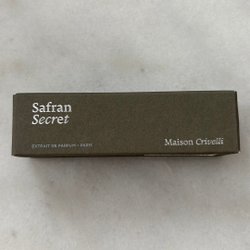 Safran
Secret
EXTRAIT DE PARFUM - PARIS
Maison Crivelli